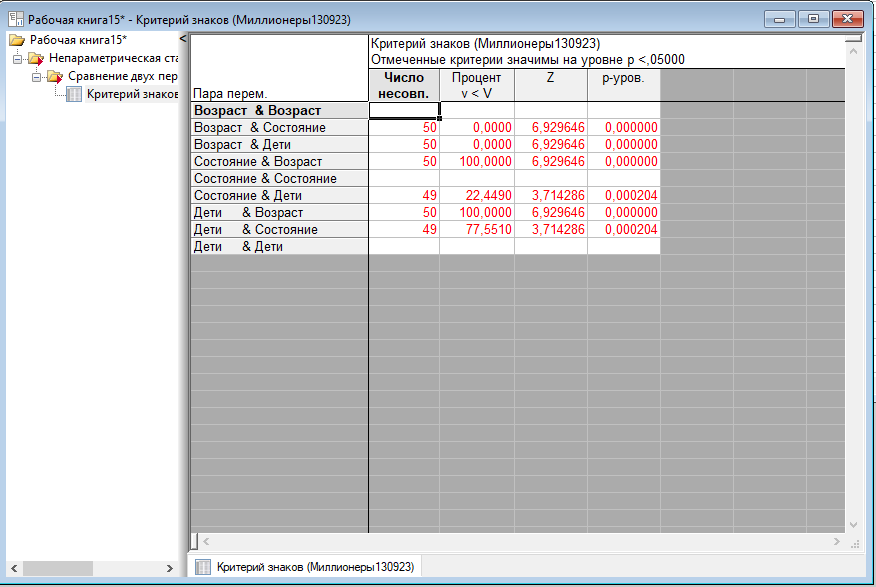 Рабочая книга15* - Критерий знаков (Миллионеры130923)
Рабочая книга15*
Непараметрическая ста
Сравнение двух пер
Критерий знаков
<
Критерий знаков (Миллионеры130923)
Отмеченные критерии значимы на уровне p <,05000
Пара перем. Число несовп. Процент v < V Z p-уров.
Возраст & Возраст
Возраст & Состояние 50 0,0000 6,929646 0,000000
Возраст & Дети 50 0,0000 6,929646 0,000000
Состояние & Возраст 50 100,0000 6,929646 0,000000
Состояние & Состояние
Состояние & Дети 49 22,4490 3,714286 0,000204
Дети & Возраст 50 100,0000 6,929646 0,000000
Дети & Состояние 49 77,5510 3,714286 0,000204
Дети & Дети
Критерий знаков (Миллионеры130923)